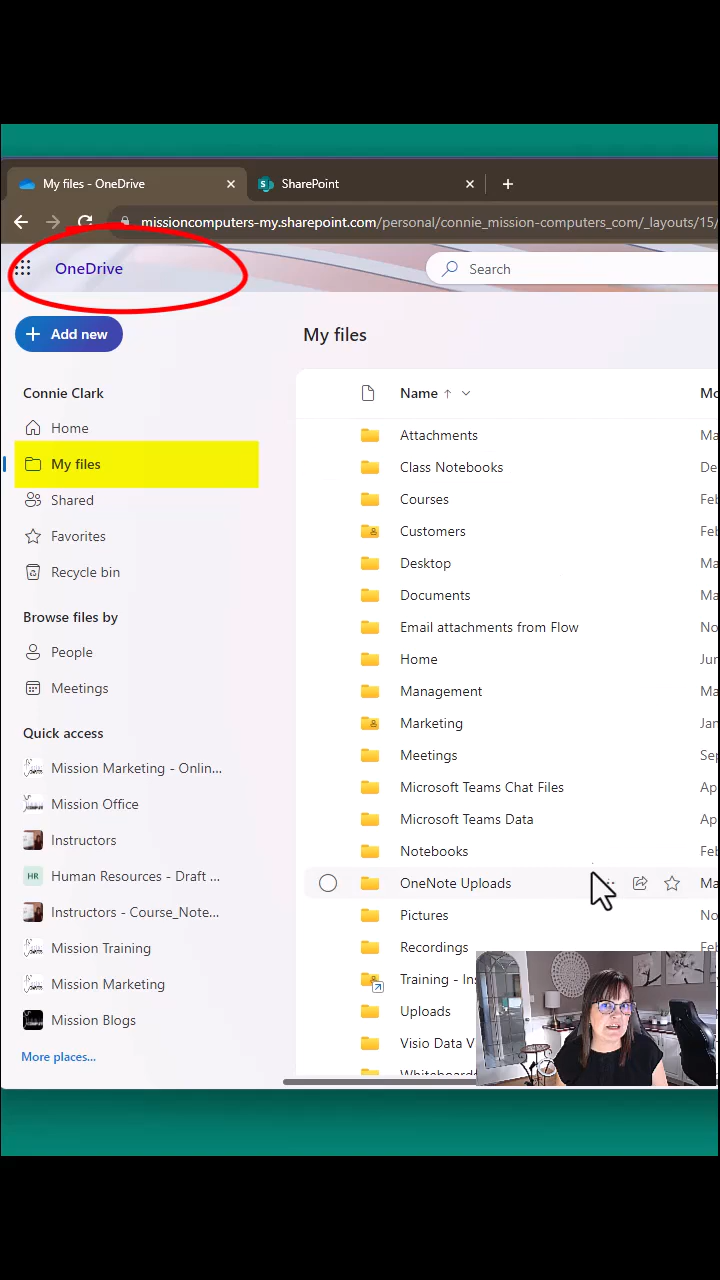 My files - OneDrive
SharePoint
missioncomputers-my.sharepoint.com/personal/connie_mission-computers_com/_layouts/15/
OneDrive
Search
Add new
My files
Connie Clark
Home
My files
Shared
Favorites
Recycle bin
Browse files by
People
Meetings
Quick access
Mission Marketing - Onlin...
Mission Office
Instructors
HR
Human Resources - Draft ...
Instructors - Course_Note...
Mission Training
Mission Marketing
Mission Blogs
More places...
Name
Attachments
Class Notebooks
Courses
Customers
Desktop
Documents
Email attachments from Flow
Home
Management
Marketing
Meetings
Microsoft Teams Chat Files
Microsoft Teams Data
Notebooks
OneNote Uploads
Pictures
Recordings
Training -
Uploads
Visio Data